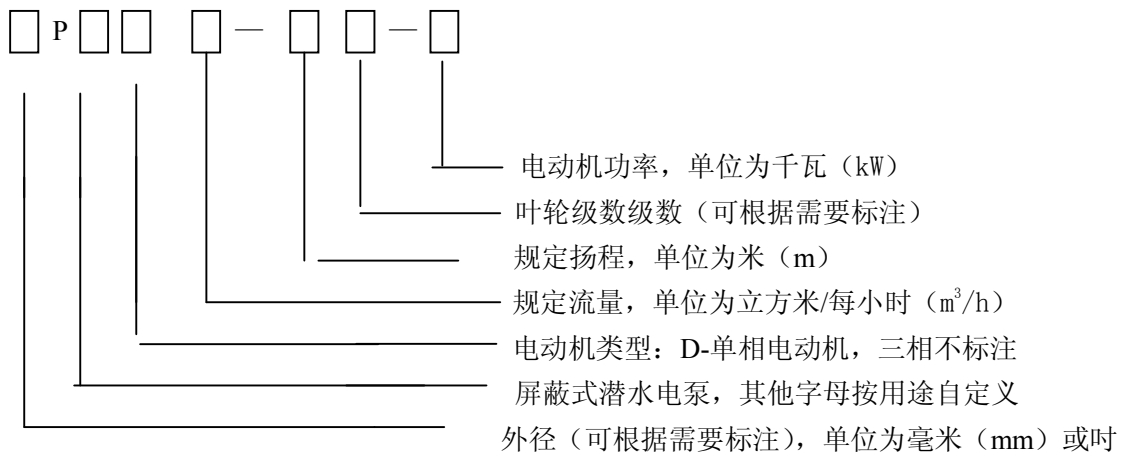 □ P □ □ □ — □ □ — □
电动机功率，单位为千瓦（kW）
叶轮级数级数（可根据需要标注）
规定扬程，单位为米（m）
规定流量，单位为立方米/每小时（m³/h）
电动机类型：D-单相电动机，三相不标注
屏蔽式潜水电泵，其他字母按用途自定义
外径（可根据需要标注），单位为毫米（mm）或吋